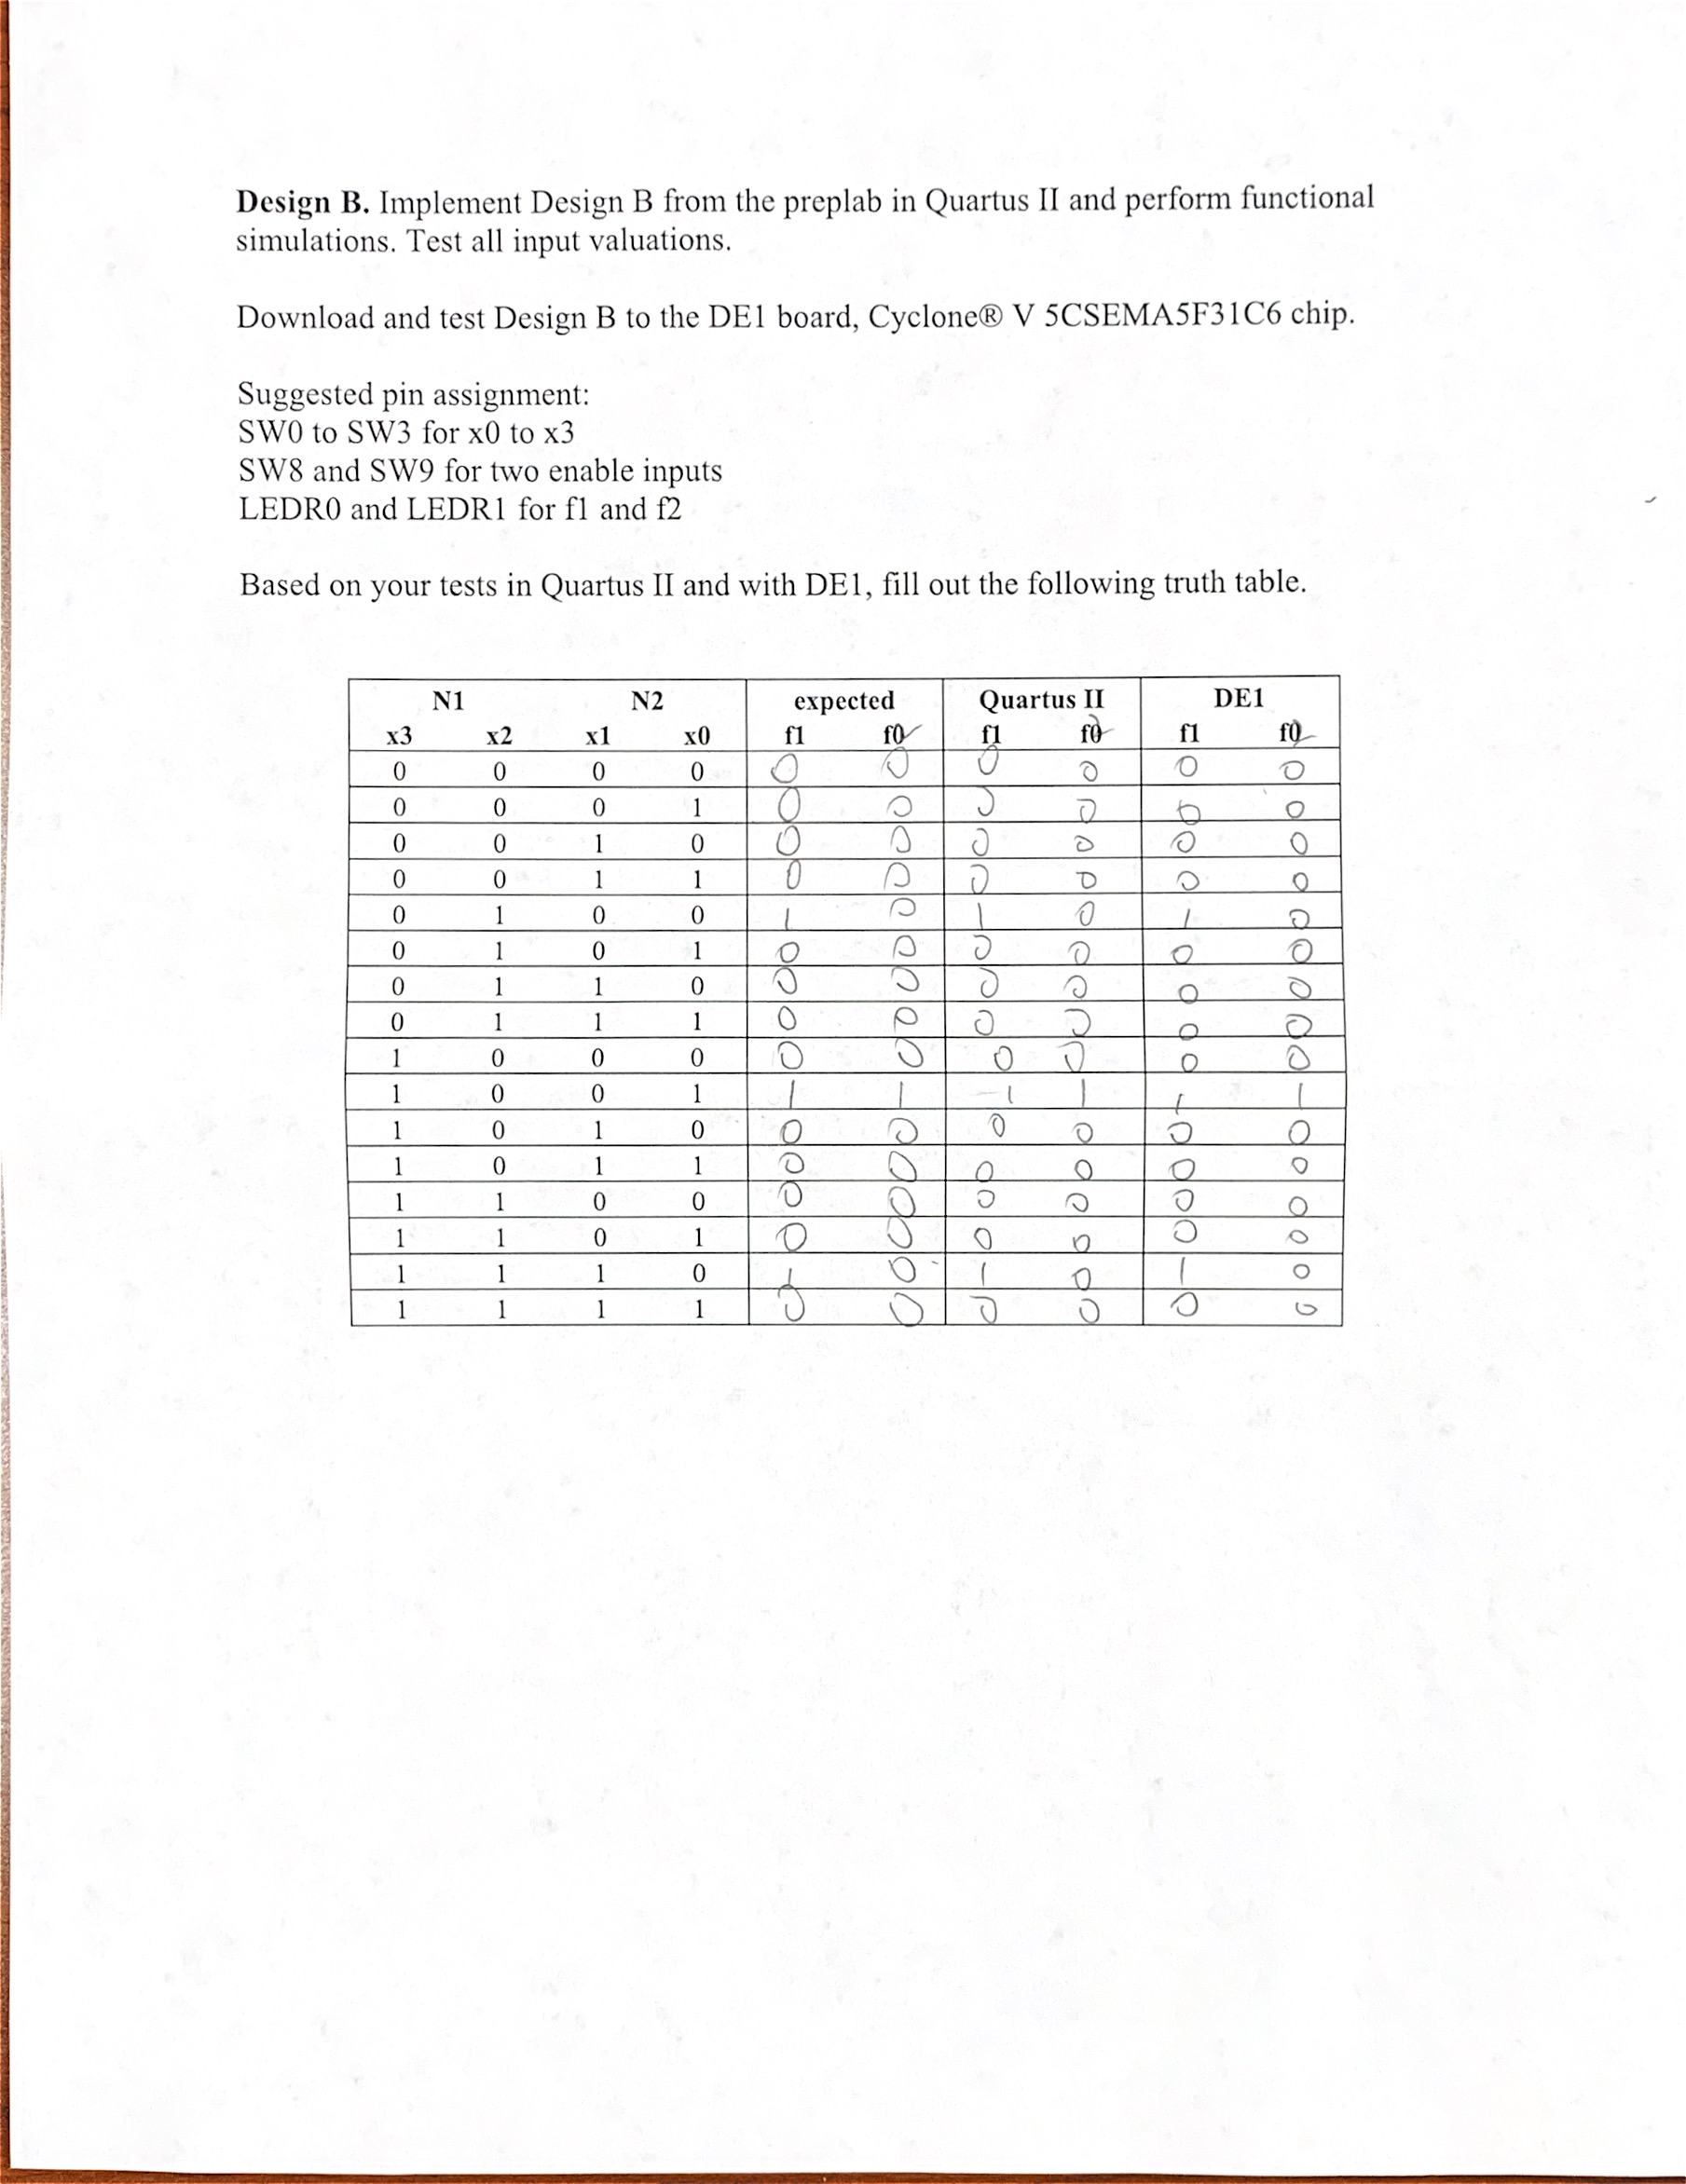 Design B. Implement Design B from the preplab in Quartus II and perform functional
simulations. Test all input valuations.
Download and test Design B to the DE1 board, Cyclone® V 5CSEMA5F31C6 chip.
Suggested pin assignment:
SW0 to SW3 for x0 to x3
SW8 and SW9 for two enable inputs
LEDR0 and LEDR1 for f1 and f2
Based on your tests in Quartus II and with DE1, fill out the following truth table.
N1 N2 expected Quartus II DE1
x3 x2 x1 x0 f1 f0 f1 f0 f1 f0
0 0 0 0 0 0 0 0 0 0
0 0 0 1 0 0 0 0 0 0
0 0 1 0 0 0 0 0 0 0
0 0 1 1 0 0 0 0 0 0
0 1 0 0 1 0 1 0 1 0
0 1 0 1 0 0 0 0 0 0
0 1 1 0 0 0 0 0 0 0
0 1 1 1 0 0 0 0 0 0
1 0 0 0 0 0 0 0 0 0
1 0 0 1 1 1 1 1 1 1
1 0 1 0 0 0 0 0 0 0
1 0 1 1 0 0 0 0 0 0
1 1 0 0 0 0 0 0 0 0
1 1 0 1 0 0 0 0 0 0
1 1 1 0 1 0 1 0 1 0
1 1 1 1 0 0 0 0 0 0